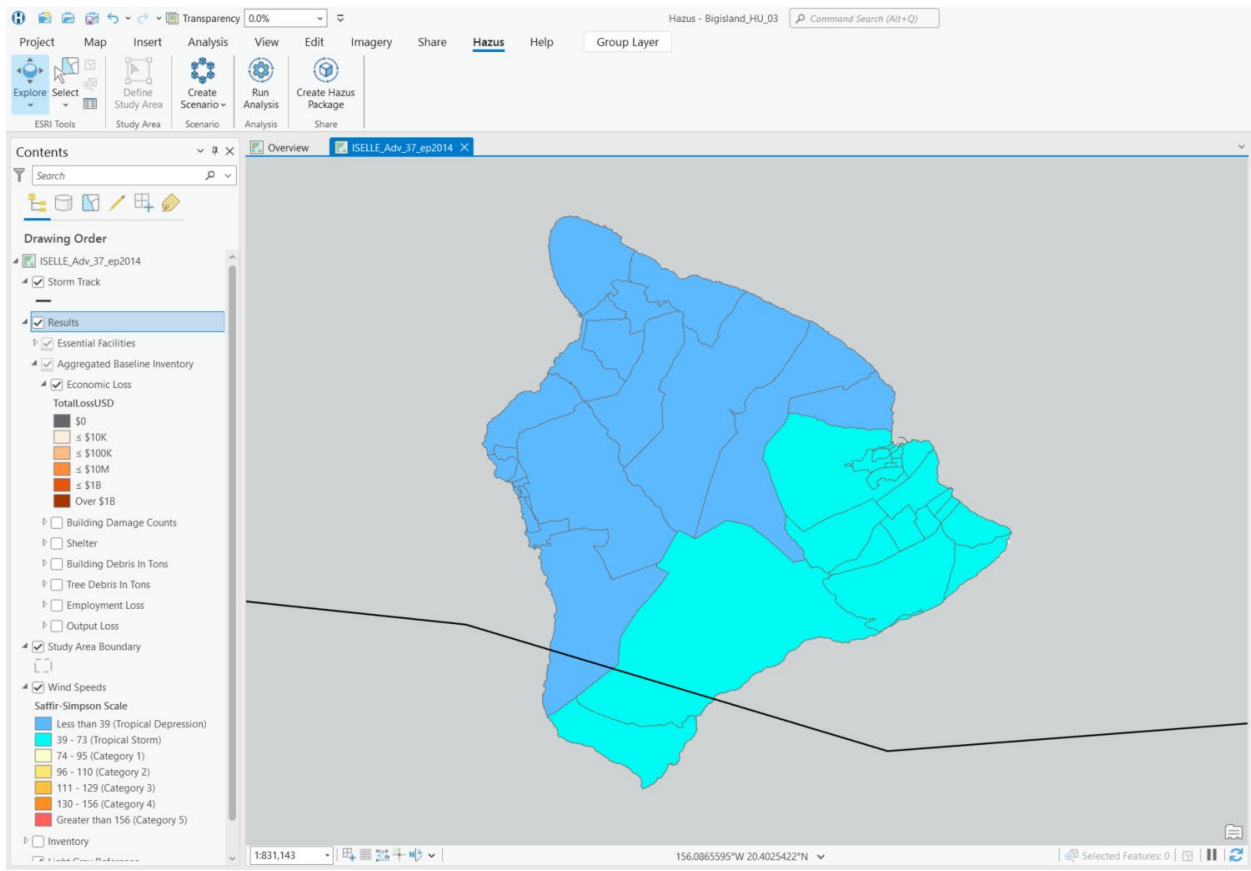 Transparency 0.0%
Hazus - Bigisland_HU_03
Command Search (Alt+Q)
Project Map Insert Analysis View Edit Imagery Share Hazus Help Group Layer
Explore Select Define Study Area Create Scenario Run Analysis Create Hazus Package
ESRI Tools Study Area Scenario Analysis Share
Contents
Overview ISELLE_Adv_37_ep2014
Search
Drawing Order
ISELLE_Adv_37_ep2014
Storm Track
Results
Essential Facilities
Aggregated Baseline Inventory
Economic Loss
TotalLossUSD
$0
≤ $10K
≤ $100K
≤ $10M
≤ $1B
Over $1B
Building Damage Counts
Shelter
Building Debris In Tons
Tree Debris In Tons
Employment Loss
Output Loss
Study Area Boundary
Wind Speeds
Saffir-Simpson Scale
Less than 39 (Tropical Depression)
39 - 73 (Tropical Storm)
74 - 95 (Category 1)
96 - 110 (Category 2)
111 - 129 (Category 3)
130 - 156 (Category 4)
Greater than 156 (Category 5)
Inventory
1:831,143
156.0865595°W 20.4025422°N
Selected Features: 0